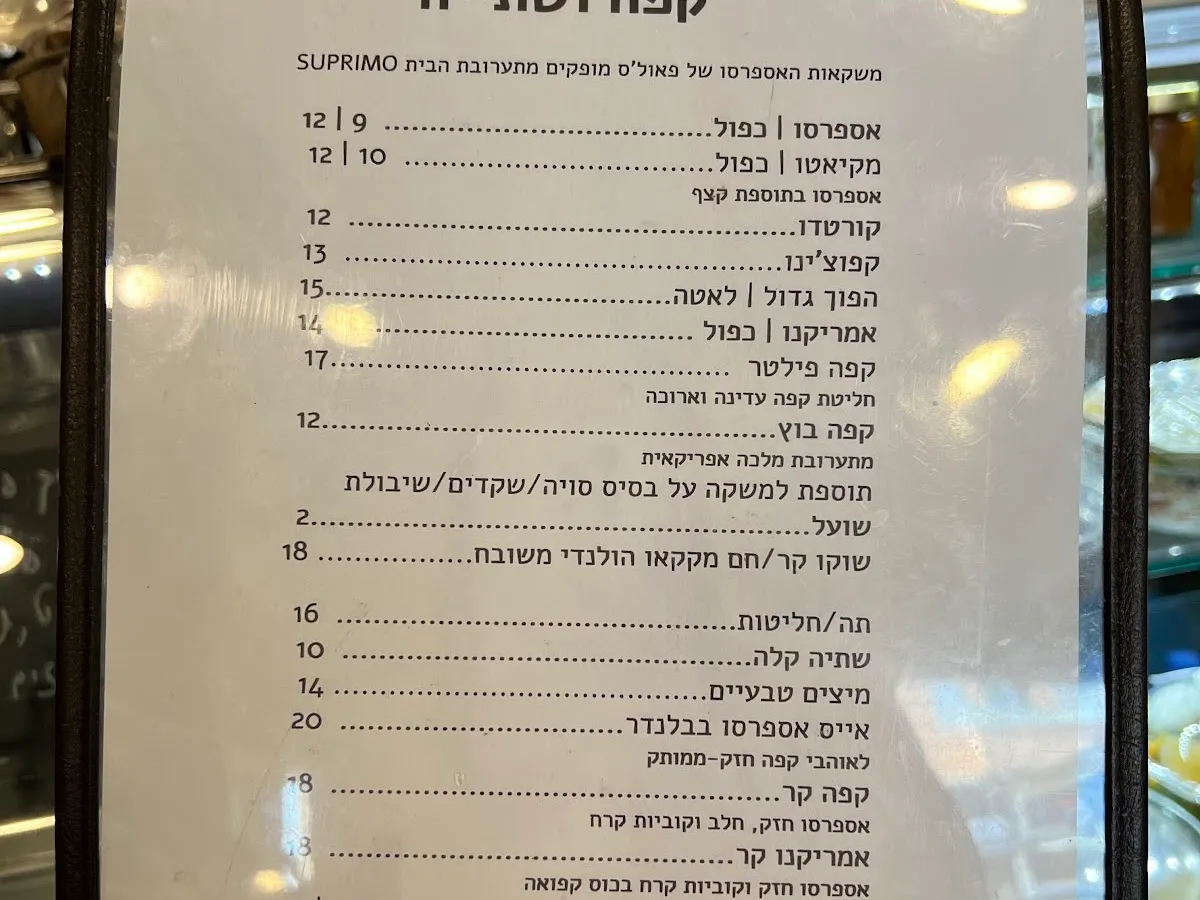 קפה ושתייה
משקאות האספרסו של פאול'ס מופקים מתערובת הבית SUPRIMO
אספרסו | כפול................................... 9 | 12
מקיאטו | כפול................................. 10 | 12
אספרסו בתוספת קצף
קורטדו................................................ 12
קפוצ'ינו............................................... 13
הפוך גדול | לאטה.....................................15
אמריקנו | כפול ................................... 14
קפה פילטר ...........................................17
חליטת קפה עדינה וארוכה
קפה בוץ.................................................12
מתערובת מלכה אפריקאית
תוספת למשקה על בסיס סויה/שקדים/שיבולת
שועל......................................................2
שוקו קר/חם מקקאו הולנדי משובח................. 18
תה/חליטות........................................... 16
שתיה קלה............................................ 10
מיצים טבעיים........................................ 14
אייס אספרסו בבלנדר............................... 20
לאוהבי קפה חזק-ממותק
קפה קר................................................. 18
אספרסו חזק, חלב וקוביות קרח
אמריקנו קר............................................ 18
אספרסו חזק וקוביות קרח בכוס קפואה